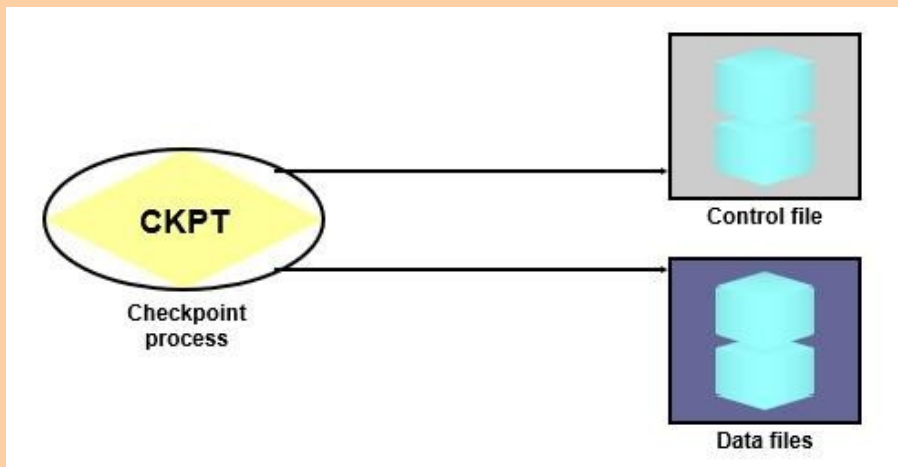 CKPT
Checkpoint
process
Control file
Data files